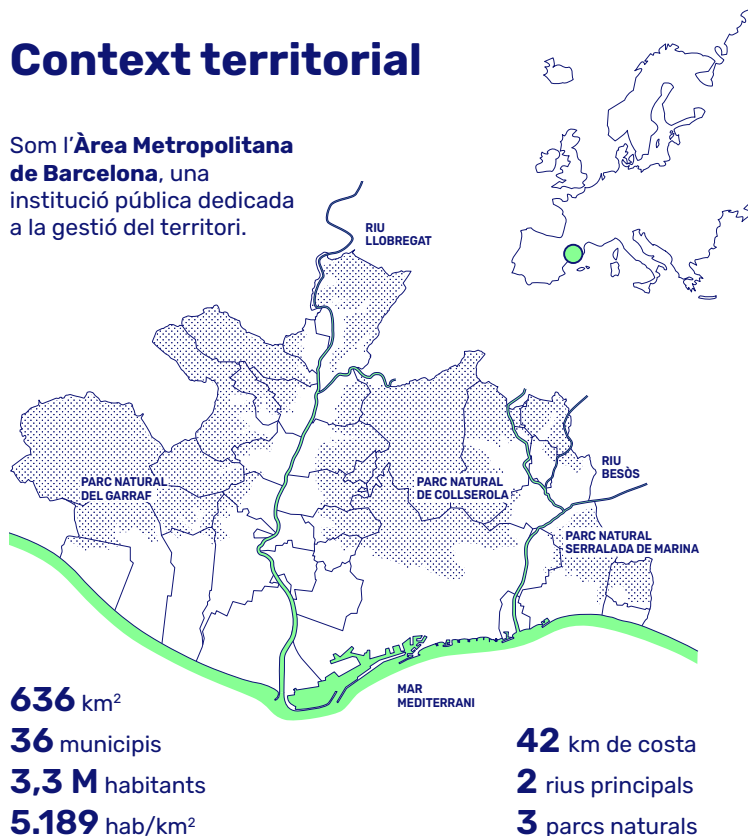 Context territorial
Som l'Àrea Metropolitana
de Barcelona, una
institució pública dedicada
a la gestió del territori.
RIU
LLOBREGAT
PARC NATURAL
DEL GARRAF
PARC NATURAL
DE COLLSEROLA
RIU
BESÒS
PARC NATURAL
SERRALADA DE MARINA
MAR
MEDITERRANI
636 km²
36 municipis
3,3 M habitants
5.189 hab/km²
42 km de costa
2 rius principals
3 parcs naturals